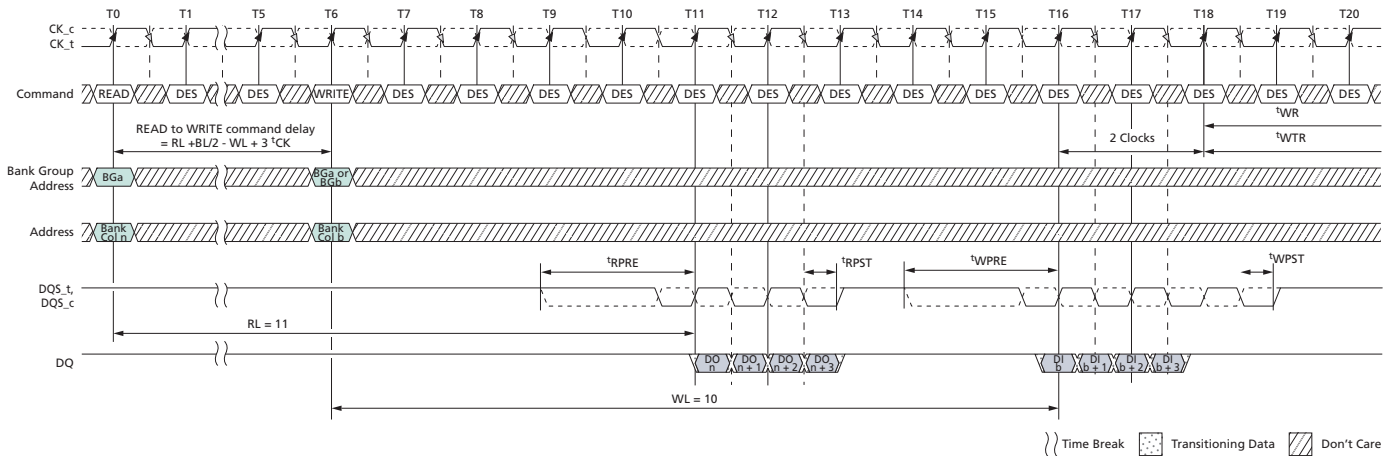 T0 T1 T5 T6 T7 T8 T9 T10 T11 T12 T13 T14 T15 T16 T17 T18 T19 T20
CK_c
CK_t
Command READ DES DES WRITE DES DES DES DES DES DES DES DES DES DES DES DES DES DES
READ to WRITE command delay
= RL +BL/2 - WL + 3 tCK
tWR
2 Clocks
tWTR
Bank Group
Address
BGa
BGa or
BGb
Address
Bank
Col n
Bank
Col b
tRPRE
tRPST
tWPRE
tWPST
DQS_t,
DQS_c
RL = 11
DQ
DO
n
DO
n + 1
DO
n + 2
DO
n + 3
DI
b
DI
b + 1
DI
b + 2
DI
b + 3
WL = 10
Time Break Transitioning Data Don't Care